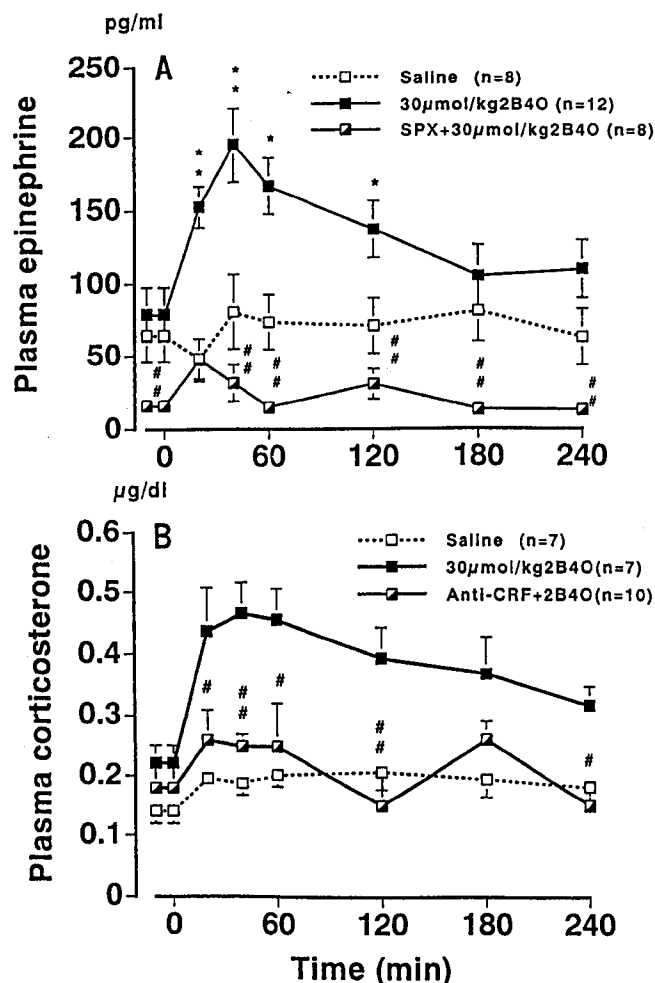 pg/ml
A
250
200
150
100
50
0
Plasma epinephrine
Saline (n=8)
30μmol/kg2B4O (n=12)
SPX+30μmol/kg2B4O (n=8)
* *
* *
*
*
# #
# #
# #
# #
# #
# #
0 60 120 180 240
μg/dl
B
0.6
0.5
0.4
0.3
0.2
0.1
0
Plasma corticosterone
Saline (n=7)
30μmol/kg2B4O(n=7)
Anti-CRF+2B4O(n=10)
#
# #
#
# #
#
0 60 120 180 240
Time (min)